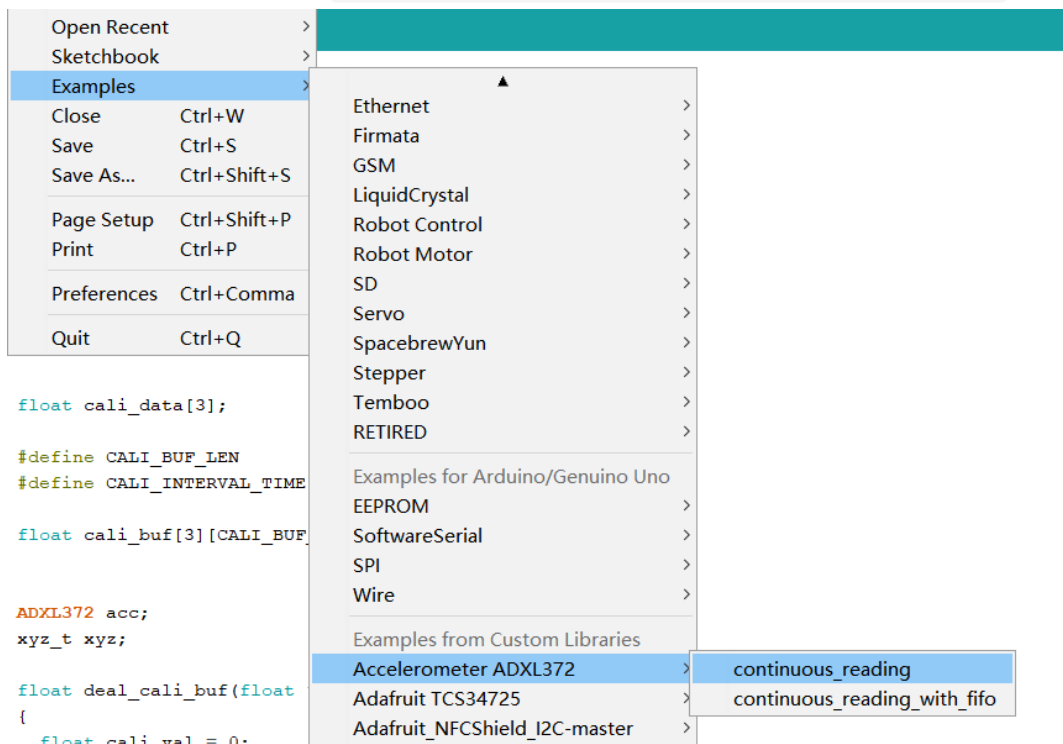 Open Recent
Sketchbook
Examples
Close Ctrl+W
Save Ctrl+S
Save As... Ctrl+Shift+S
Page Setup Ctrl+Shift+P
Print Ctrl+P
Preferences Ctrl+Comma
Quit Ctrl+Q
Ethernet
Firmata
GSM
LiquidCrystal
Robot Control
Robot Motor
SD
Servo
SpacebrewYun
Stepper
Temboo
RETIRED
Examples for Arduino/Genuino Uno
EEPROM
SoftwareSerial
SPI
Wire
Examples from Custom Libraries
Accelerometer ADXL372
Adafruit TCS34725
Adafruit_NFCShield_I2C-master
continuous_reading
continuous_reading_with_fifo
float cali_data[3];
#define CALI_BUF_LEN
#define CALI_INTERVAL_TIME
float cali_buf[3][CALI_BUF_
ADXL372 acc;
xyz_t xyz;
float deal_cali_buf(float
{
float cali_val = 0;